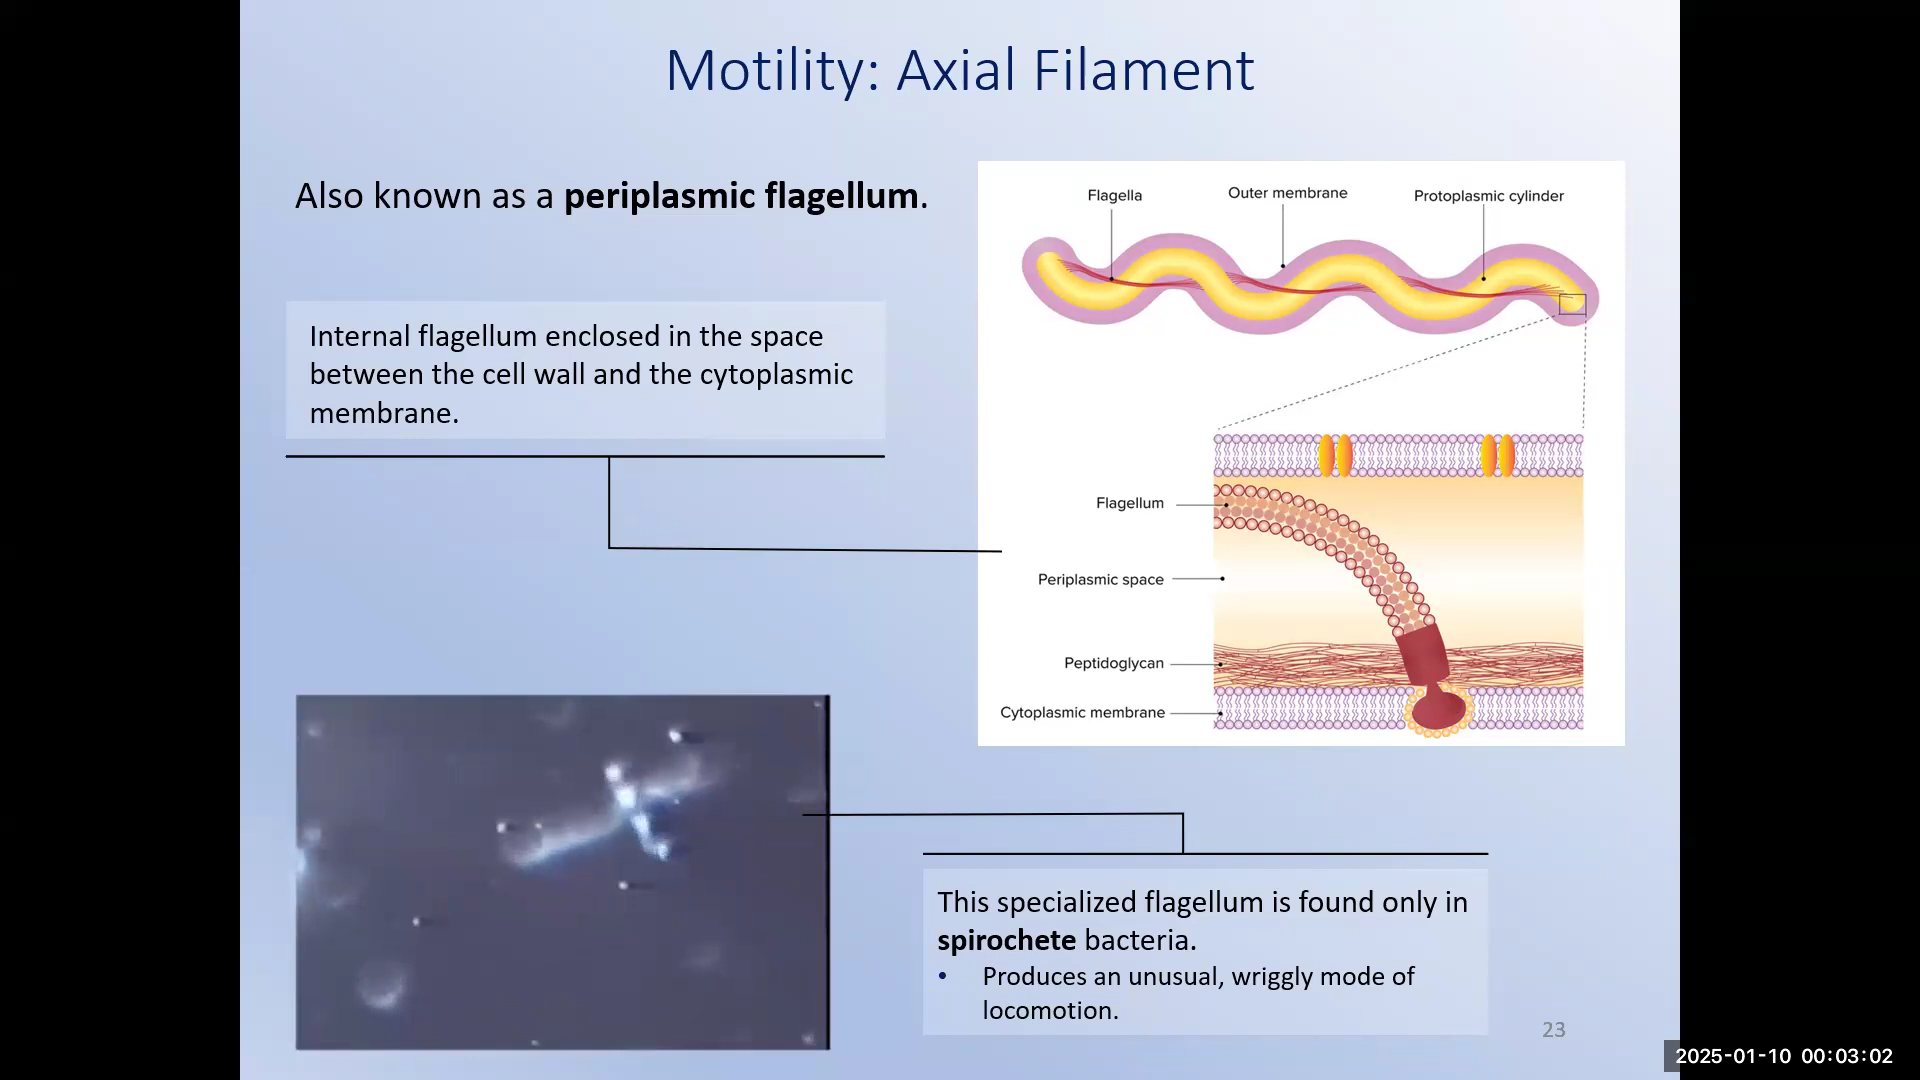 Motility: Axial Filament
Also known as a periplasmic flagellum.
Internal flagellum enclosed in the space
between the cell wall and the cytoplasmic
membrane.
Flagella
Outer membrane
Protoplasmic cylinder
Flagellum
Periplasmic space
Peptidoglycan
Cytoplasmic membrane
This specialized flagellum is found only in
spirochete bacteria.
• Produces an unusual, wriggly mode of
locomotion.
23
2025-01-10 00:03:02